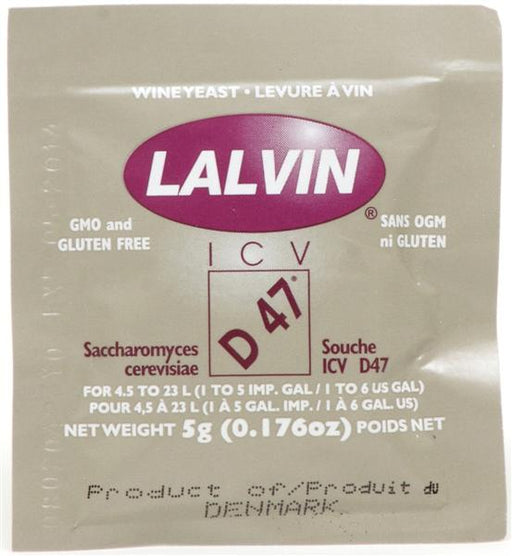 WINE YEAST • LEVURE À VIN
LALVIN®
GMO and
GLUTEN FREE
SANS OGM
ni GLUTEN
ICV
D 47®
Saccharomyces
cerevisiae
Souche
ICV D47
FOR 4.5 TO 23 L (1 TO 5 IMP. GAL / 1 TO 6 US GAL)
POUR 4,5 À 23 L (1 À 5 GAL. IMP. / 1 À 6 GAL. US)
NET WEIGHT 5g (0.176oz) POIDS NET
Product of/Produit du
DENMARK